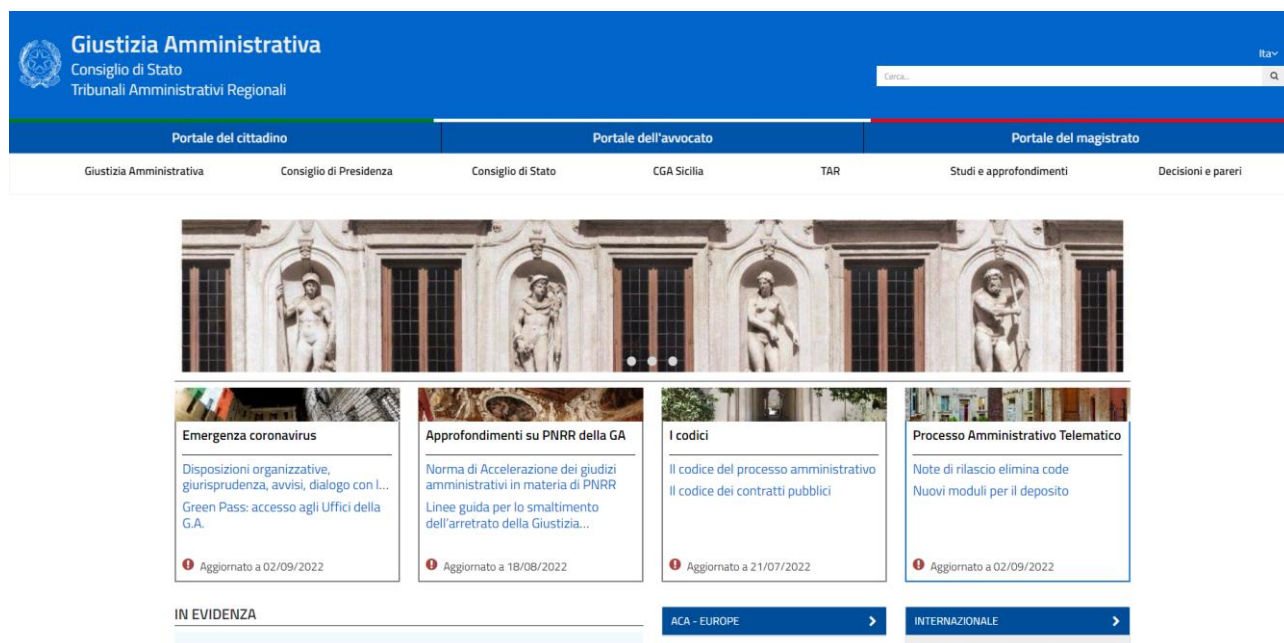 Giustizia Amministrativa
Consiglio di Stato
Tribunali Amministrativi Regionali
Ita
Cerca...
Portale del cittadino
Portale dell'avvocato
Portale del magistrato
Giustizia Amministrativa
Consiglio di Presidenza
Consiglio di Stato
CGA Sicilia
TAR
Studi e approfondimenti
Decisioni e pareri
Emergenza coronavirus
Disposizioni organizzative,
giurisprudenza, avvisi, dialogo con l...
Green Pass: accesso agli Uffici della
G.A.
Aggiornato a 02/09/2022
Approfondimenti su PNRR della GA
Norma di Accelerazione dei giudizi
amministrativi in materia di PNRR
Linee guida per lo smaltimento
dell'arretrato della Giustizia...
Aggiornato a 18/08/2022
I codici
Il codice del processo amministrativo
Il codice dei contratti pubblici
Aggiornato a 21/07/2022
Processo Amministrativo Telematico
Note di rilascio elimina code
Nuovi moduli per il deposito
Aggiornato a 02/09/2022
IN EVIDENZA
ACA - EUROPE
INTERNAZIONALE